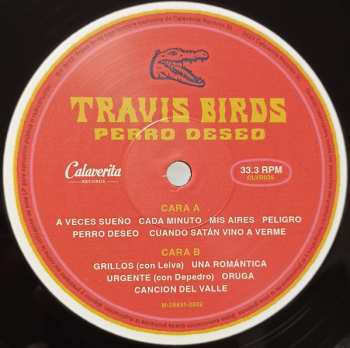 TRAVIS BIRDS
PERRO DESEO
Calaverita
RECORDS
33.3 RPM
CLVR036
CARA A
A VECES SUEÑO CADA MINUTO MIS AIRES PELIGRO
PERRO DESEO CUANDO SATÁN VINO A VERME
CARA B
GRILLOS (con Leiva) UNA ROMÁNTICA
URGENTE (con Depedro) ORUGA
CANCION DEL VALLE